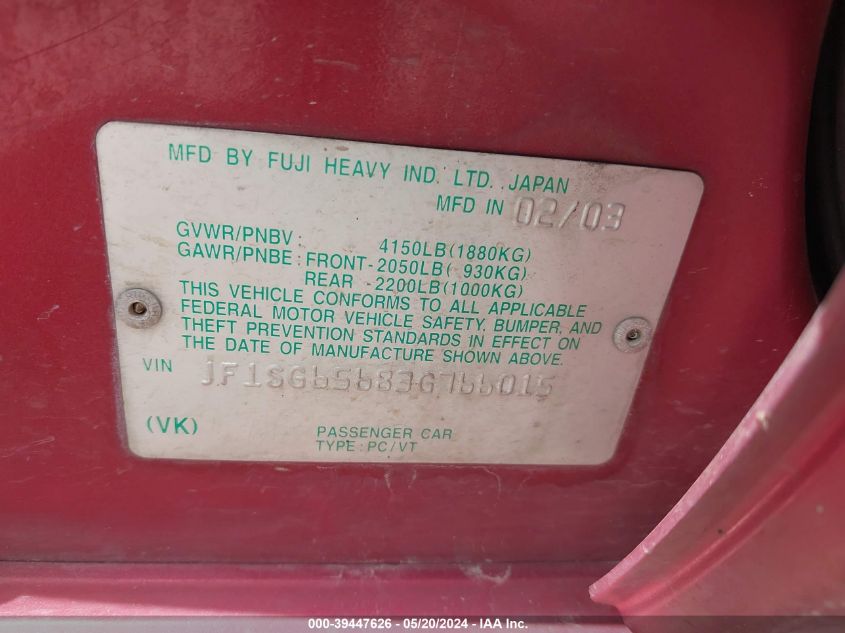 MFD BY FUJI HEAVY IND. LTD. JAPAN
MFD IN 02/03
GVWR/PNBV : 4150LB(1880KG)
GAWR/PNBE : FRONT-2050LB( 930KG)
REAR -2200LB(1000KG)
THIS VEHICLE CONFORMS TO ALL APPLICABLE
FEDERAL MOTOR VEHICLE SAFETY, BUMPER, AND
THEFT PREVENTION STANDARDS IN EFFECT ON
THE DATE OF MANUFACTURE SHOWN ABOVE.
VIN JF1SG65683G766015
(VK)
PASSENGER CAR
TYPE : PC/VT
000-39447626 - 05/20/2024 - IAA Inc.